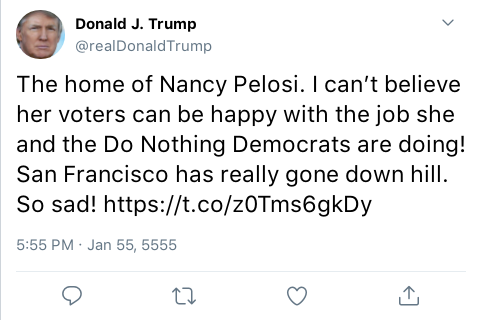 Donald J. Trump
@realDonaldTrump
The home of Nancy Pelosi. I can’t believe
her voters can be happy with the job she
and the Do Nothing Democrats are doing!
San Francisco has really gone down hill.
So sad! https://t.co/z0Tms6gkDy
5:55 PM · Jan 55, 5555